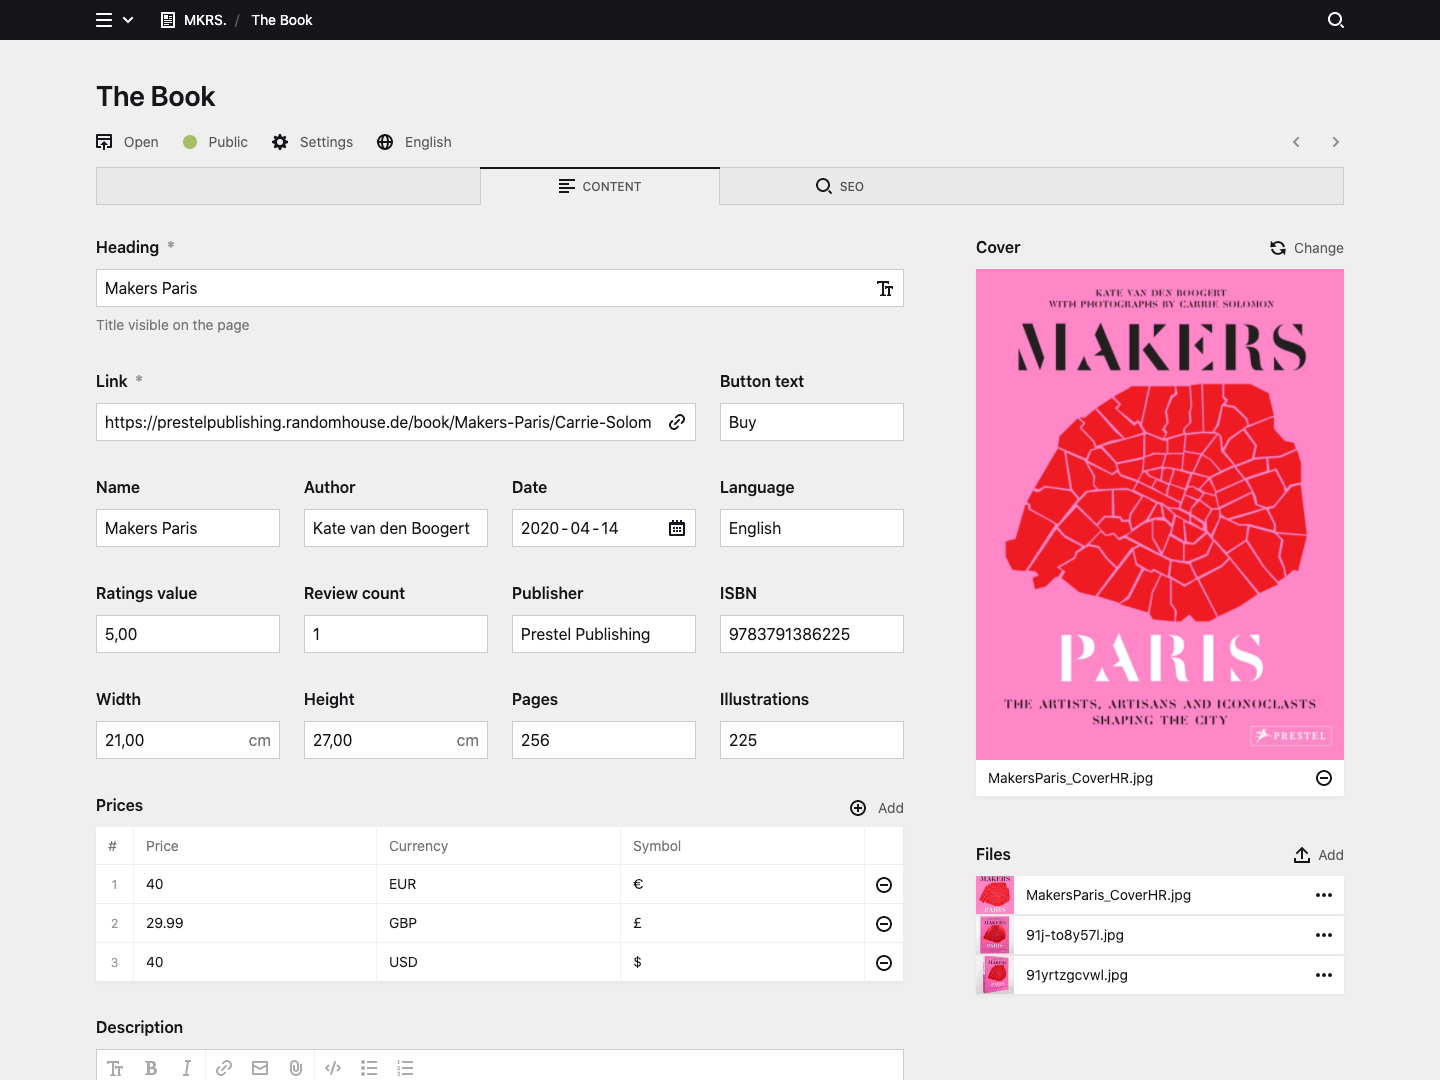 MKRS. / The Book
The Book
Open Public Settings English
CONTENT SEO
Heading *
Makers Paris
Title visible on the page
Link * Button text
https://prestelpublishing.randomhouse.de/book/Makers-Paris/Carrie-Solom Buy
Name Author Date Language
Makers Paris Kate van den Boogert 2020-04-14 English
Ratings value Review count Publisher ISBN
5,00 1 Prestel Publishing 9783791386225
Width Height Pages Illustrations
21,00 cm 27,00 cm 256 225
Prices Add
# Price Currency Symbol
1 40 EUR €
2 29.99 GBP £
3 40 USD $
Description
Cover Change
KATE VAN DEN BOOGERT
WITH PHOTOGRAPHS BY CARRIE SOLOMON
MAKERS
PARIS
THE ARTISTS, ARTISANS AND ICONOCLASTS
SHAPING THE CITY
PRESTEL
MakersParis_CoverHR.jpg
Files Add
MAKERS
PARIS
MakersParis_CoverHR.jpg
MAKERS
PARIS
91j-to8y57l.jpg
MAKERS
PARIS
91yrtzgcvwl.jpg